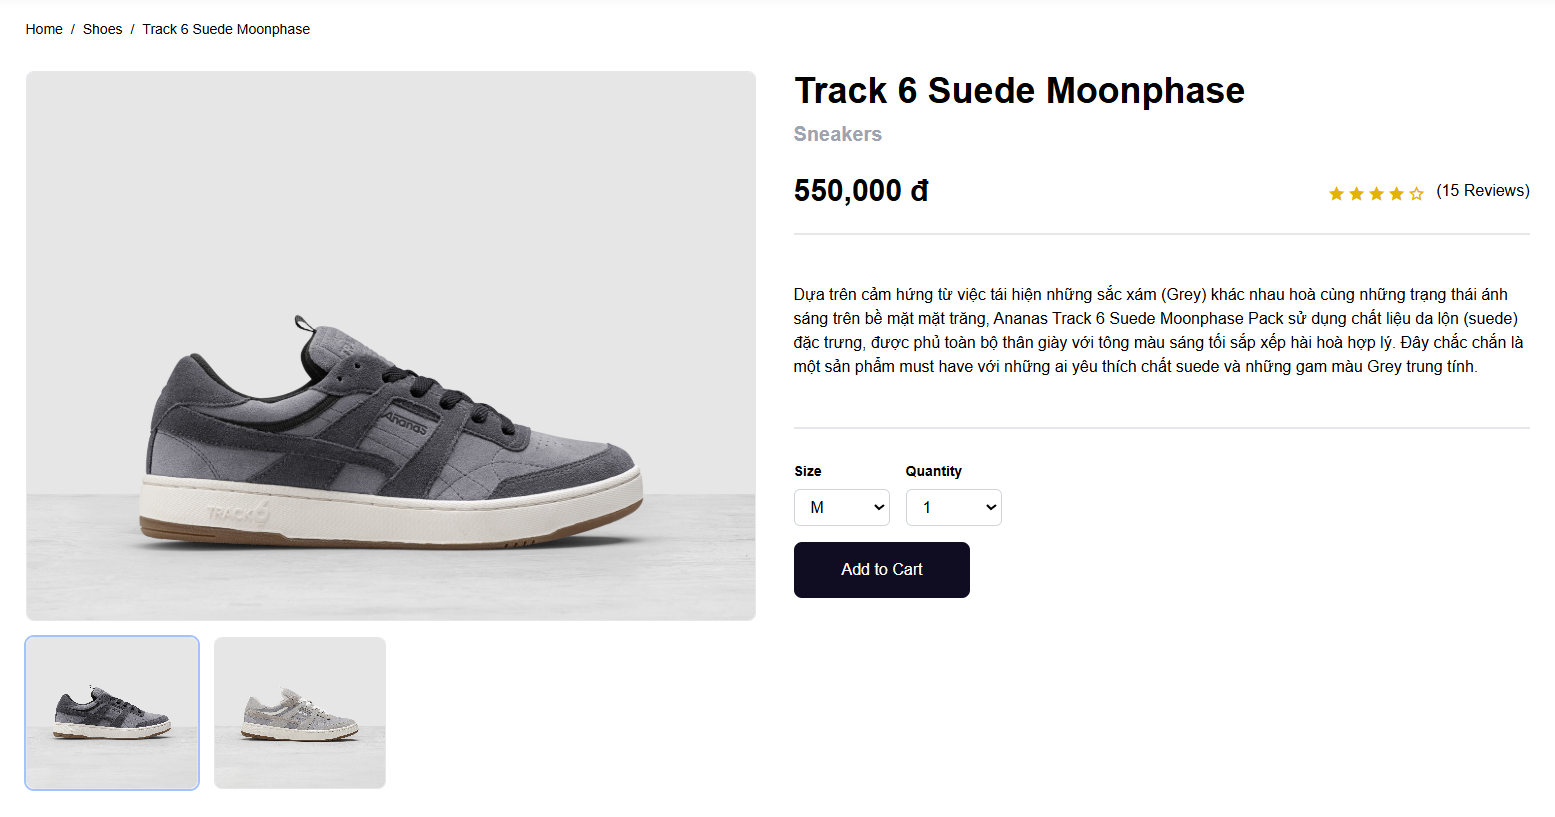 Home / Shoes / Track 6 Suede Moonphase
Track 6 Suede Moonphase
Sneakers
550,000 đ
(15 Reviews)
Dựa trên cảm hứng từ việc tái hiện những sắc xám (Grey) khác nhau hoà cùng những trạng thái ánh
sáng trên bề mặt mặt trăng, Ananas Track 6 Suede Moonphase Pack sử dụng chất liệu da lộn (suede)
đặc trưng, được phủ toàn bộ thân giày với tông màu sáng tối sắp xếp hài hoà hợp lý. Đây chắc chắn là
một sản phẩm must have với những ai yêu thích chất suede và những gam màu Grey trung tính.
Size
Quantity
M
1
Add to Cart
Ananas
TRACK 6